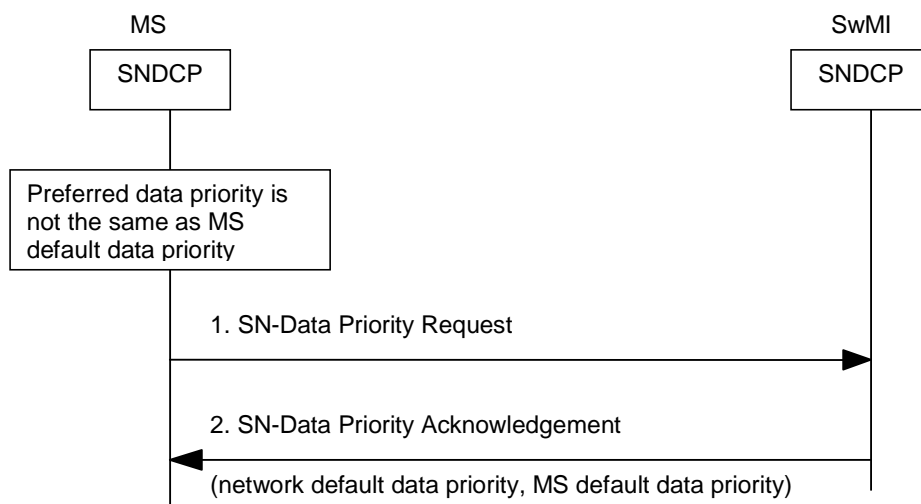 MS
SwMI
SNDCP
SNDCP
Preferred data priority is
not the same as MS
default data priority
1. SN-Data Priority Request
2. SN-Data Priority Acknowledgement
(network default data priority, MS default data priority)